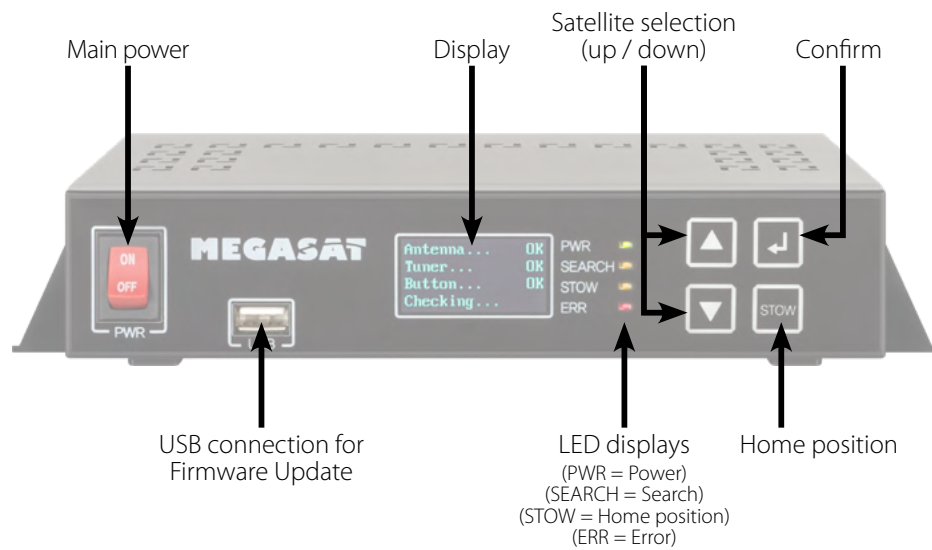 Satellite selection
(up / down)
Main power
Display
Confirm
MEGASAT
ON
OFF
PWR
USB
Antenna... OK
Tuner... OK
Button... OK
Checking...
PWR
SEARCH
STOW
ERR
STOW
USB connection for
Firmware Update
LED displays
(PWR = Power)
(SEARCH = Search)
(STOW = Home position)
(ERR = Error)
Home position